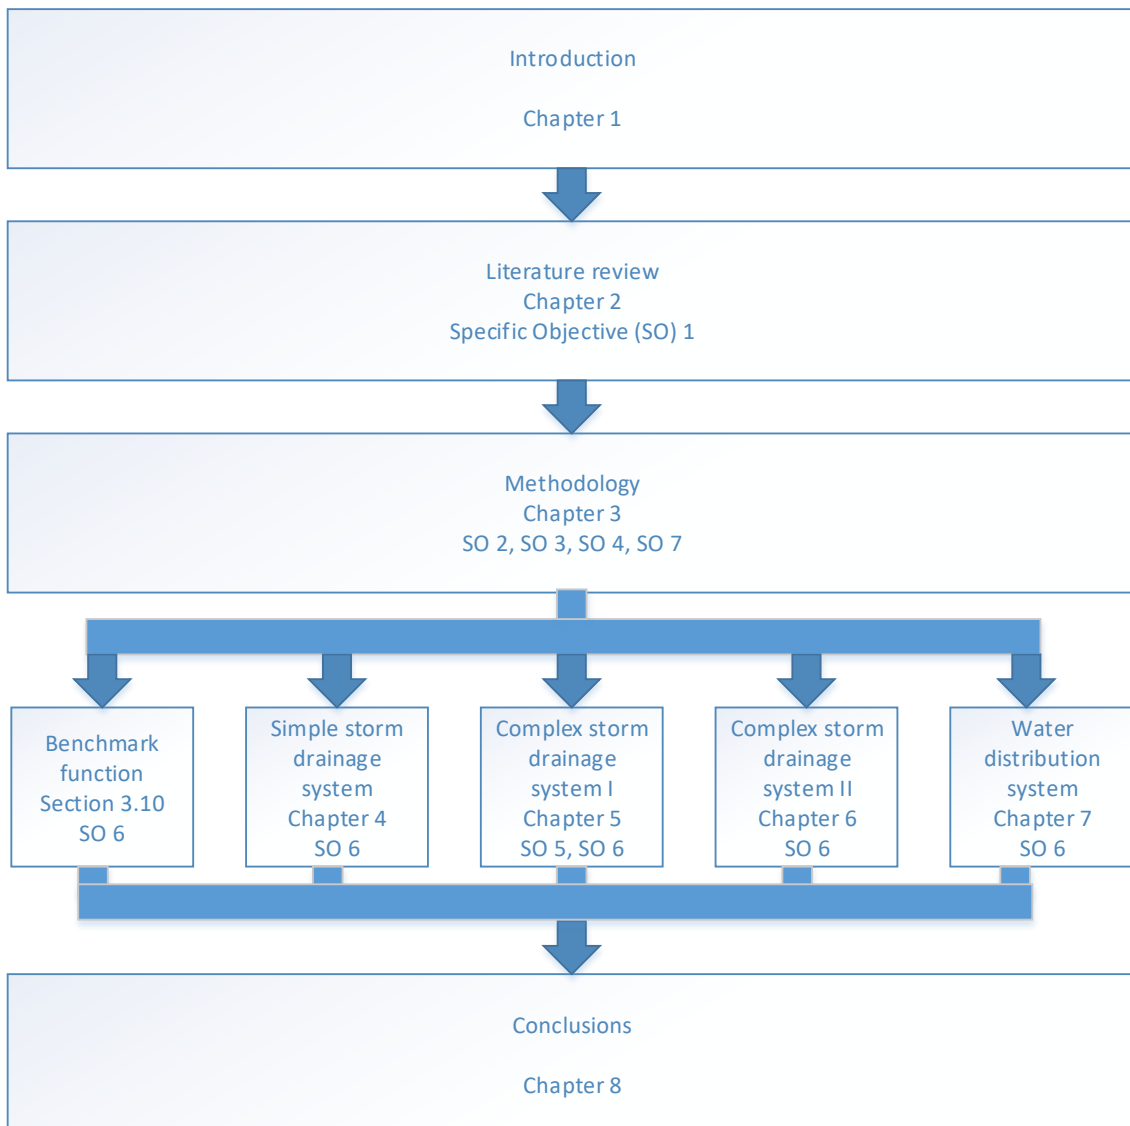 Introduction
Chapter 1
Literature review
Chapter 2
Specific Objective (SO) 1
Methodology
Chapter 3
SO 2, SO 3, SO 4, SO 7
Benchmark
function
Section 3.10
SO 6
Simple storm
drainage
system
Chapter 4
SO 6
Complex storm
drainage
system I
Chapter 5
SO 5, SO 6
Complex storm
drainage
system II
Chapter 6
SO 6
Water
distribution
system
Chapter 7
SO 6
Conclusions
Chapter 8